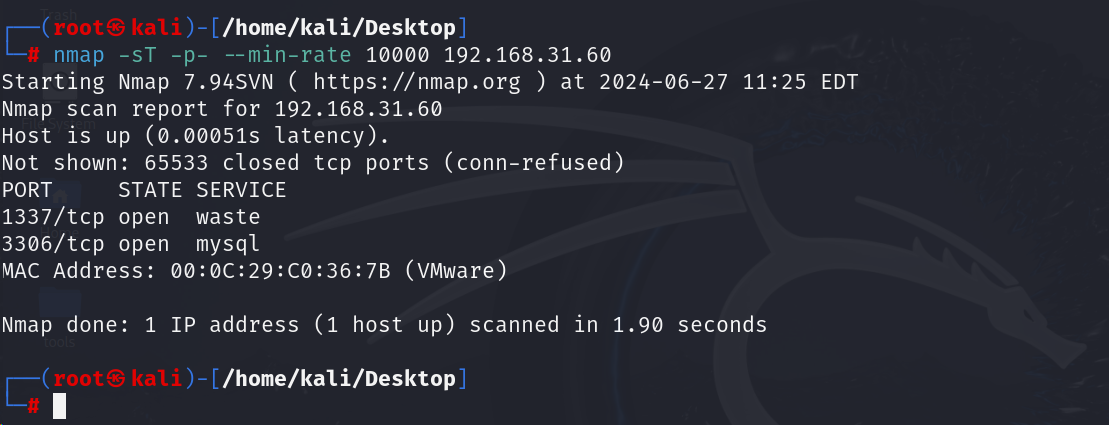 Trash
┌──(root㉿kali)-[/home/kali/Desktop]
└─# nmap -sT -p- --min-rate 10000 192.168.31.60
Starting Nmap 7.94SVN ( https://nmap.org ) at 2024-06-27 11:25 EDT
Nmap scan report for 192.168.31.60
Host is up (0.00051s latency).
Not shown: 65533 closed tcp ports (conn-refused)
PORT     STATE SERVICE
1337/tcp open  waste
3306/tcp open  mysql
MAC Address: 00:0C:29:C0:36:7B (VMware)
Nmap done: 1 IP address (1 host up) scanned in 1.90 seconds
tools
┌──(root㉿kali)-[/home/kali/Desktop]
└─#